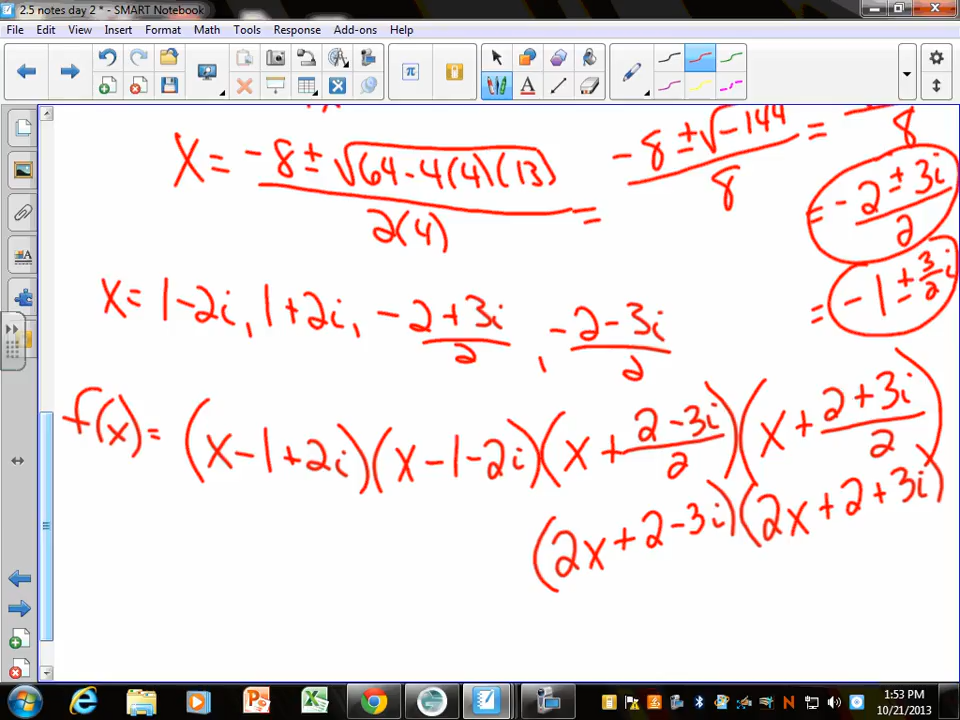 2.5 notes day 2 * - SMART Notebook
File Edit View Insert Format Math Tools Response Add-ons Help
x = (-8 ± √(64 - 4(4)(13)))/(2(4)) = (-8 ± √-144)/8 =
8
= (-2 ± 3i)/2
= -1 ± 3/2 i
x = 1-2i, 1+2i, (-2+3i)/2, (-2-3i)/2
f(x) = (x-1+2i)(x-1-2i)(x + (2-3i)/2)(x + (2+3i)/2)
(2x+2-3i)(2x+2+3i)
1:53 PM
10/21/2013